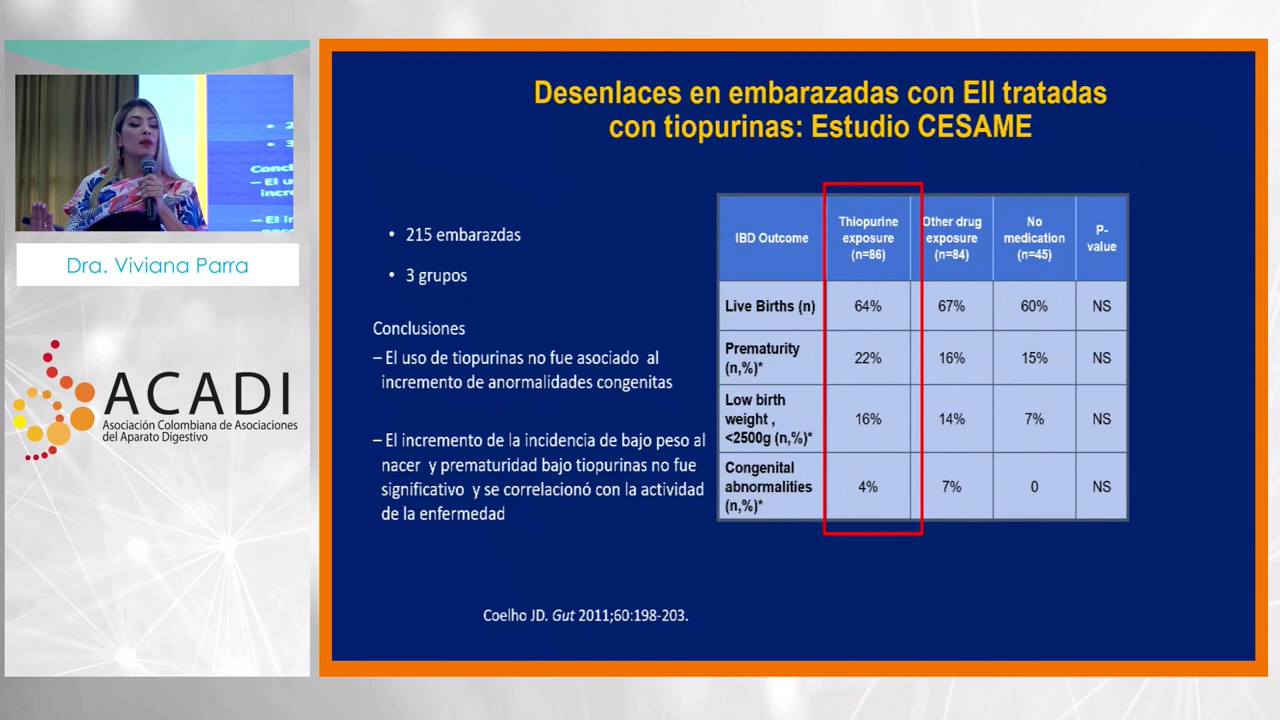 Desenlaces en embarazadas con EII tratadas
con tiopurinas: Estudio CESAME
• 215 embarazdas
• 3 grupos
Conclusiones
– El uso de tiopurinas no fue asociado al
incremento de anormalidades congenitas
– El incremento de la incidencia de bajo peso al
nacer y prematuridad bajo tiopurinas no fue
significativo y se correlacionó con la actividad
de la enfermedad
IBD Outcome
Thiopurine
exposure
(n=86)
Other drug
exposure
(n=84)
No
medication
(n=45)
P-
value
Live Births (n) 64% 67% 60% NS
Prematurity
(n,%)* 22% 16% 15% NS
Low birth
weight ,
<2500g (n,%)* 16% 14% 7% NS
Congenital
abnormalities
(n,%)* 4% 7% 0 NS
Coelho JD. Gut 2011;60:198-203.
Dra. Viviana Parra
ACADI
Asociación Colombiana de Asociaciones
del Aparato Digestivo